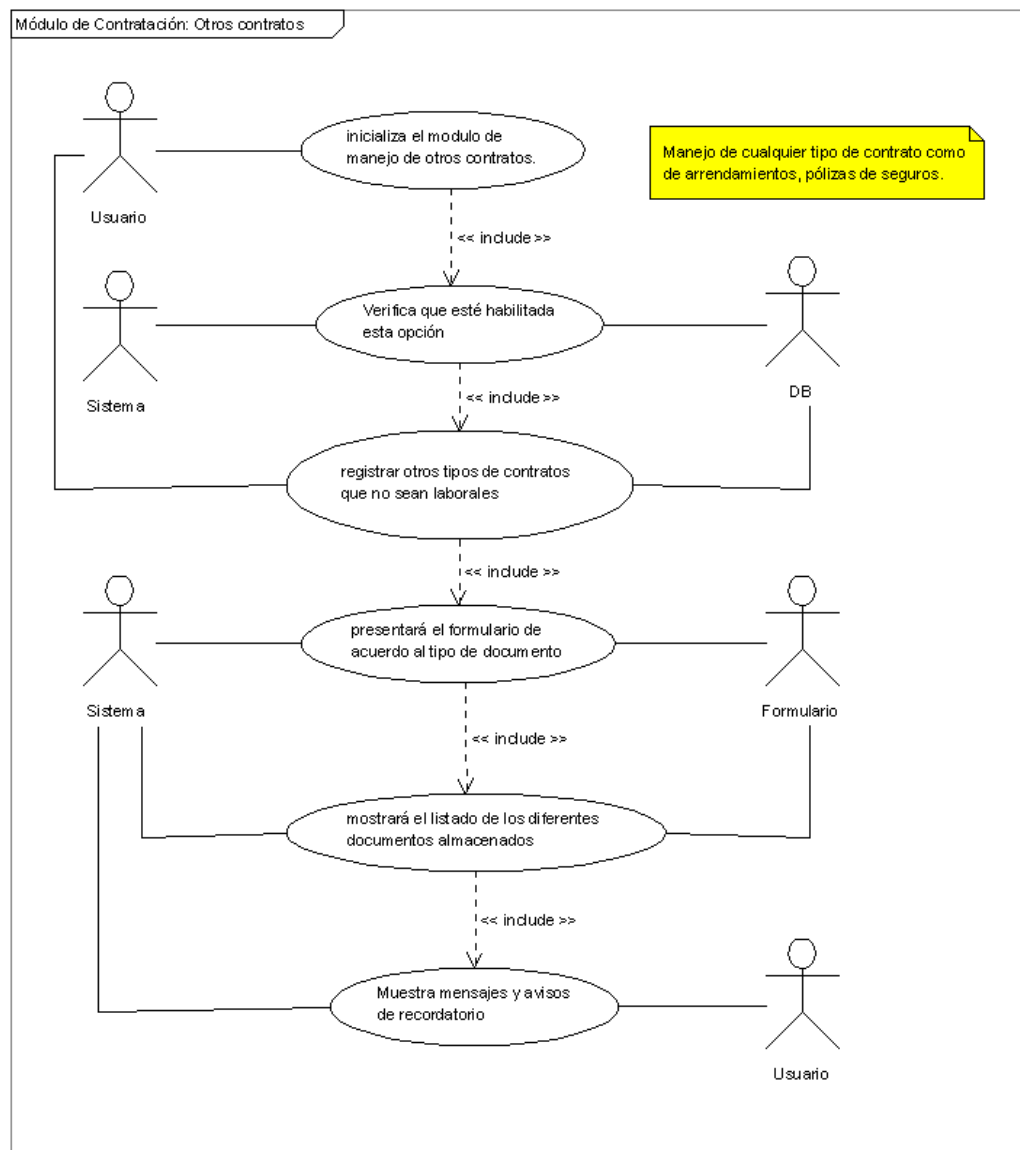 Módulo de Contratación: Otros contratos
inicializa el modulo de
manejo de otros contratos.
Manejo de cualquier tipo de contrato como
de arrendamientos, pólizas de seguros.
Usuario
<< include >>
Verifica que esté habilitada
esta opción
Sistema
DB
<< include >>
registrar otros tipos de contratos
que no sean laborales
<< include >>
presentará el formulario de
acuerdo al tipo de documento
Sistema
Formulario
<< include >>
mostrará el listado de los diferentes
documentos almacenados
<< include >>
Muestra mensajes y avisos
de recordatorio
Usuario